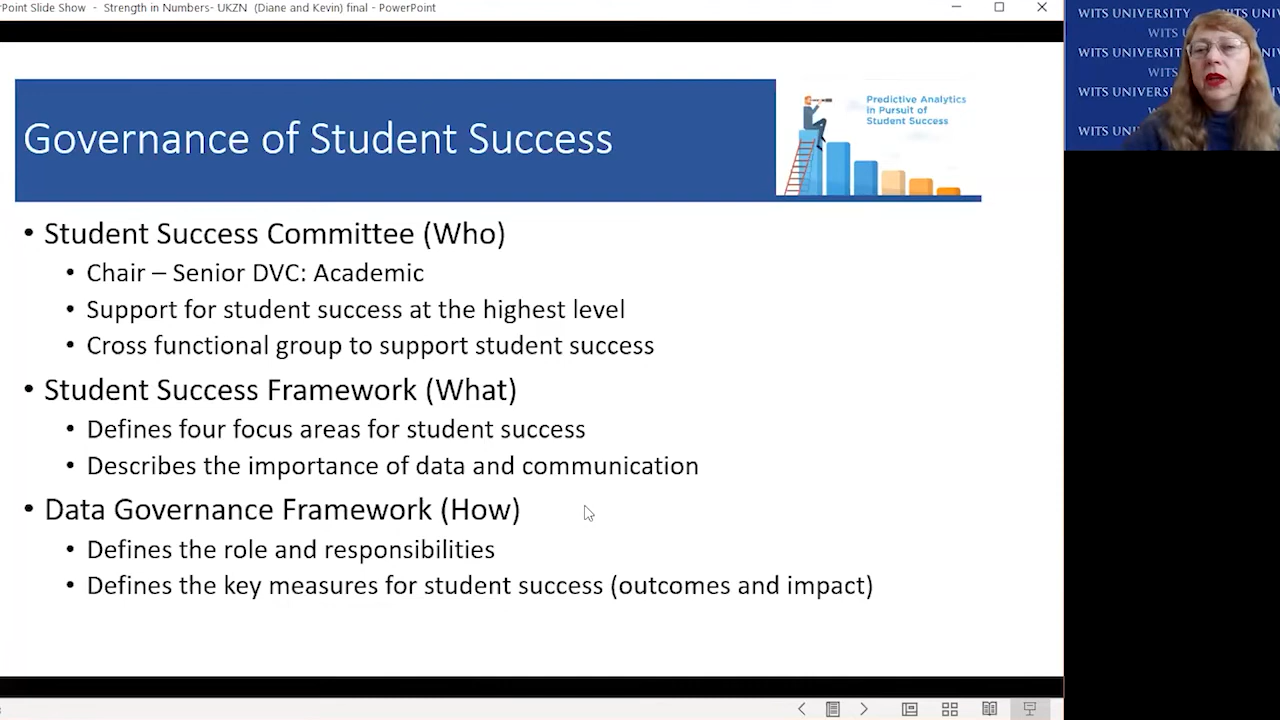 Point Slide Show - Strength in Numbers- UKZN (Diane and Kevin) final - PowerPoint
WITS UNIVERSITY
WITS UNIVERSITY
WITS UNIVERSITY
Governance of Student Success
Predictive Analytics
in Pursuit of
Student Success
• Student Success Committee (Who)
• Chair – Senior DVC: Academic
• Support for student success at the highest level
• Cross functional group to support student success
• Student Success Framework (What)
• Defines four focus areas for student success
• Describes the importance of data and communication
• Data Governance Framework (How)
• Defines the role and responsibilities
• Defines the key measures for student success (outcomes and impact)